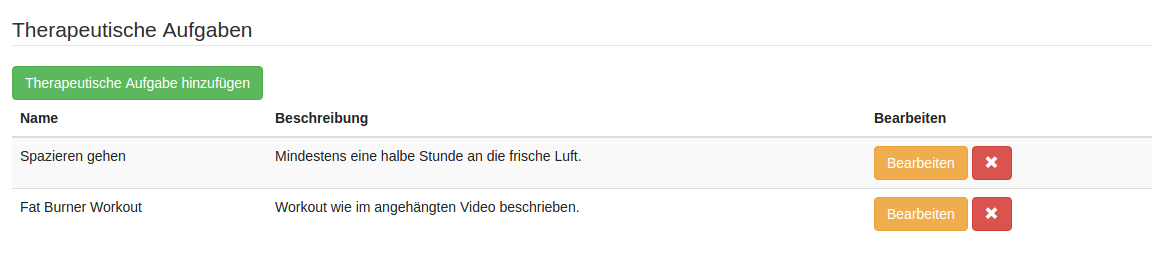 Therapeutische Aufgaben
Therapeutische Aufgabe hinzufügen
Name Beschreibung Bearbeiten
Spazieren gehen Mindestens eine halbe Stunde an die frische Luft. Bearbeiten
Fat Burner Workout Workout wie im angehängten Video beschrieben. Bearbeiten